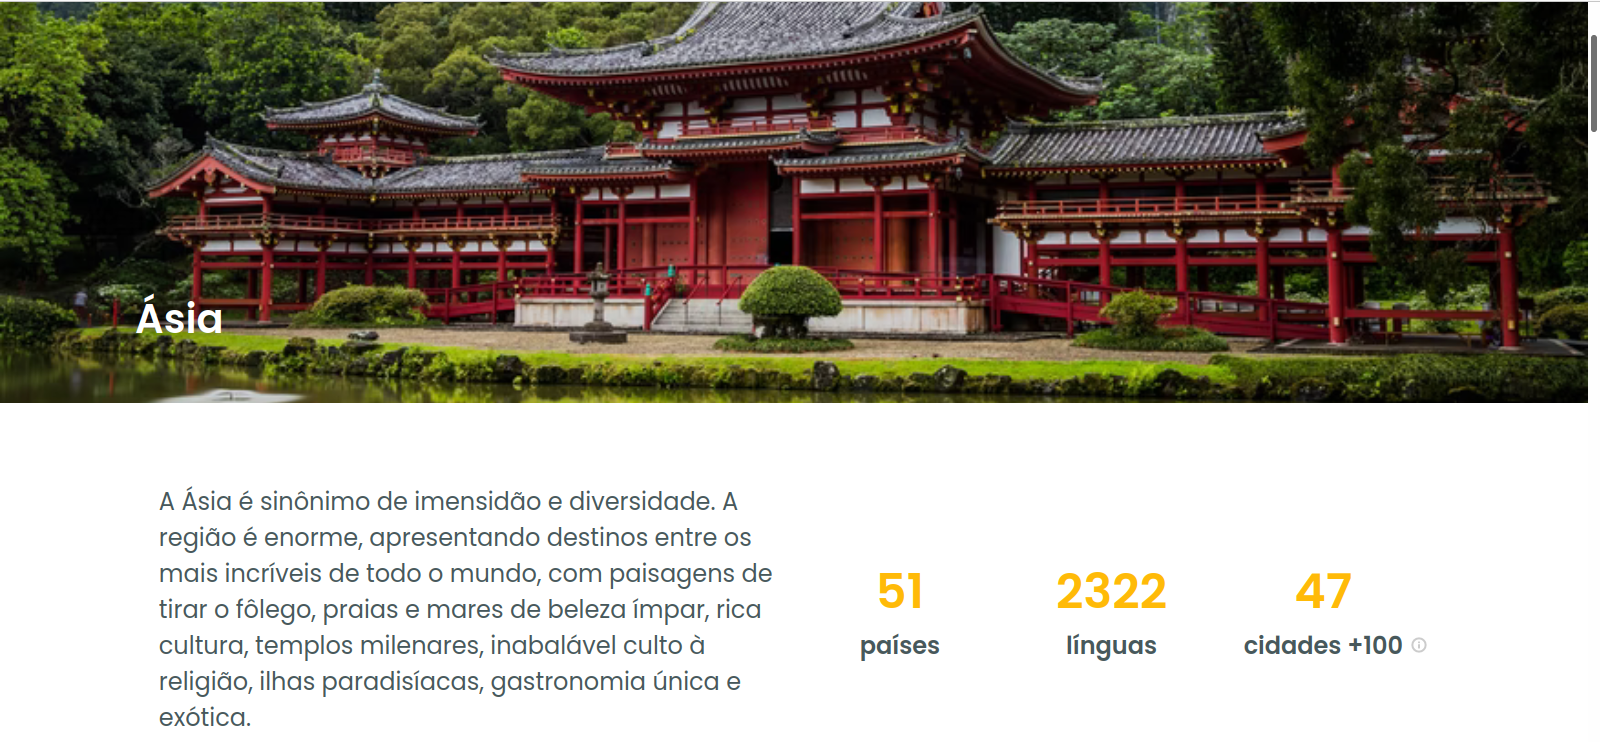 Ásia
A Ásia é sinônimo de imensidão e diversidade. A
região é enorme, apresentando destinos entre os
mais incríveis de todo o mundo, com paisagens de
tirar o fôlego, praias e mares de beleza ímpar, rica
cultura, templos milenares, inabalável culto à
religião, ilhas paradisíacas, gastronomia única e
exótica.
51
países
2322
línguas
47
cidades +100